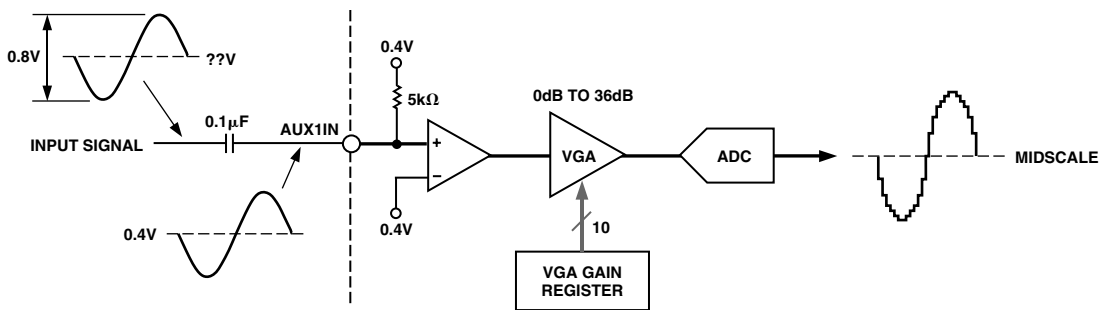 0.8V
??V
0.4V
5kΩ
0dB TO 36dB
0.1μF
AUX1IN
INPUT SIGNAL
+
–
VGA
ADC
MIDSCALE
0.4V
0.4V
10
VGA GAIN
REGISTER